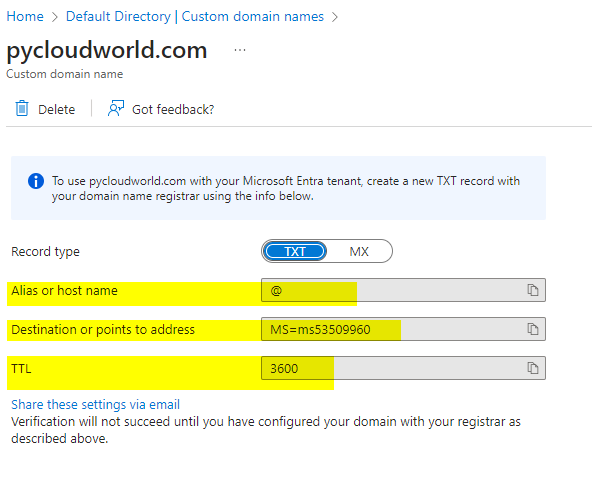 Home > Default Directory | Custom domain names >
pycloudworld.com ...
Custom domain name
Delete Got feedback?
To use pycloudworld.com with your Microsoft Entra tenant, create a new TXT record with
your domain name registrar using the info below.
Record type TXT MX
Alias or host name @
Destination or points to address MS=ms53509960
TTL 3600
Share these settings via email
Verification will not succeed until you have configured your domain with your registrar as
described above.